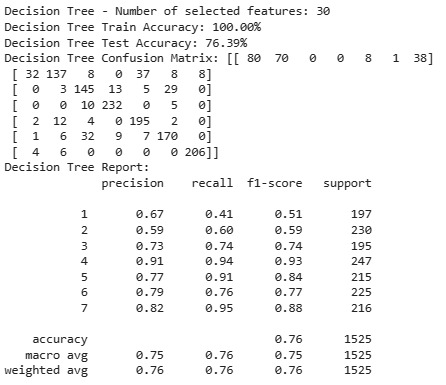 Decision Tree - Number of selected features: 30
Decision Tree Train Accuracy: 100.00%
Decision Tree Test Accuracy: 76.39%
Decision Tree Confusion Matrix: [[ 80 70 0 0 8 1 38]
[ 32 137 8 0 37 8 8]
[ 0 3 145 13 5 29 0]
[ 0 0 10 232 0 5 0]
[ 2 12 4 0 195 2 0]
[ 1 6 32 9 7 170 0]
[ 4 6 0 0 0 0 206]]
Decision Tree Report:
precision recall f1-score support
1 0.67 0.41 0.51 197
2 0.59 0.60 0.59 230
3 0.73 0.74 0.74 195
4 0.91 0.94 0.93 247
5 0.77 0.91 0.84 215
6 0.79 0.76 0.77 225
7 0.82 0.95 0.88 216
accuracy 0.76 1525
macro avg 0.75 0.76 0.75 1525
weighted avg 0.76 0.76 0.76 1525